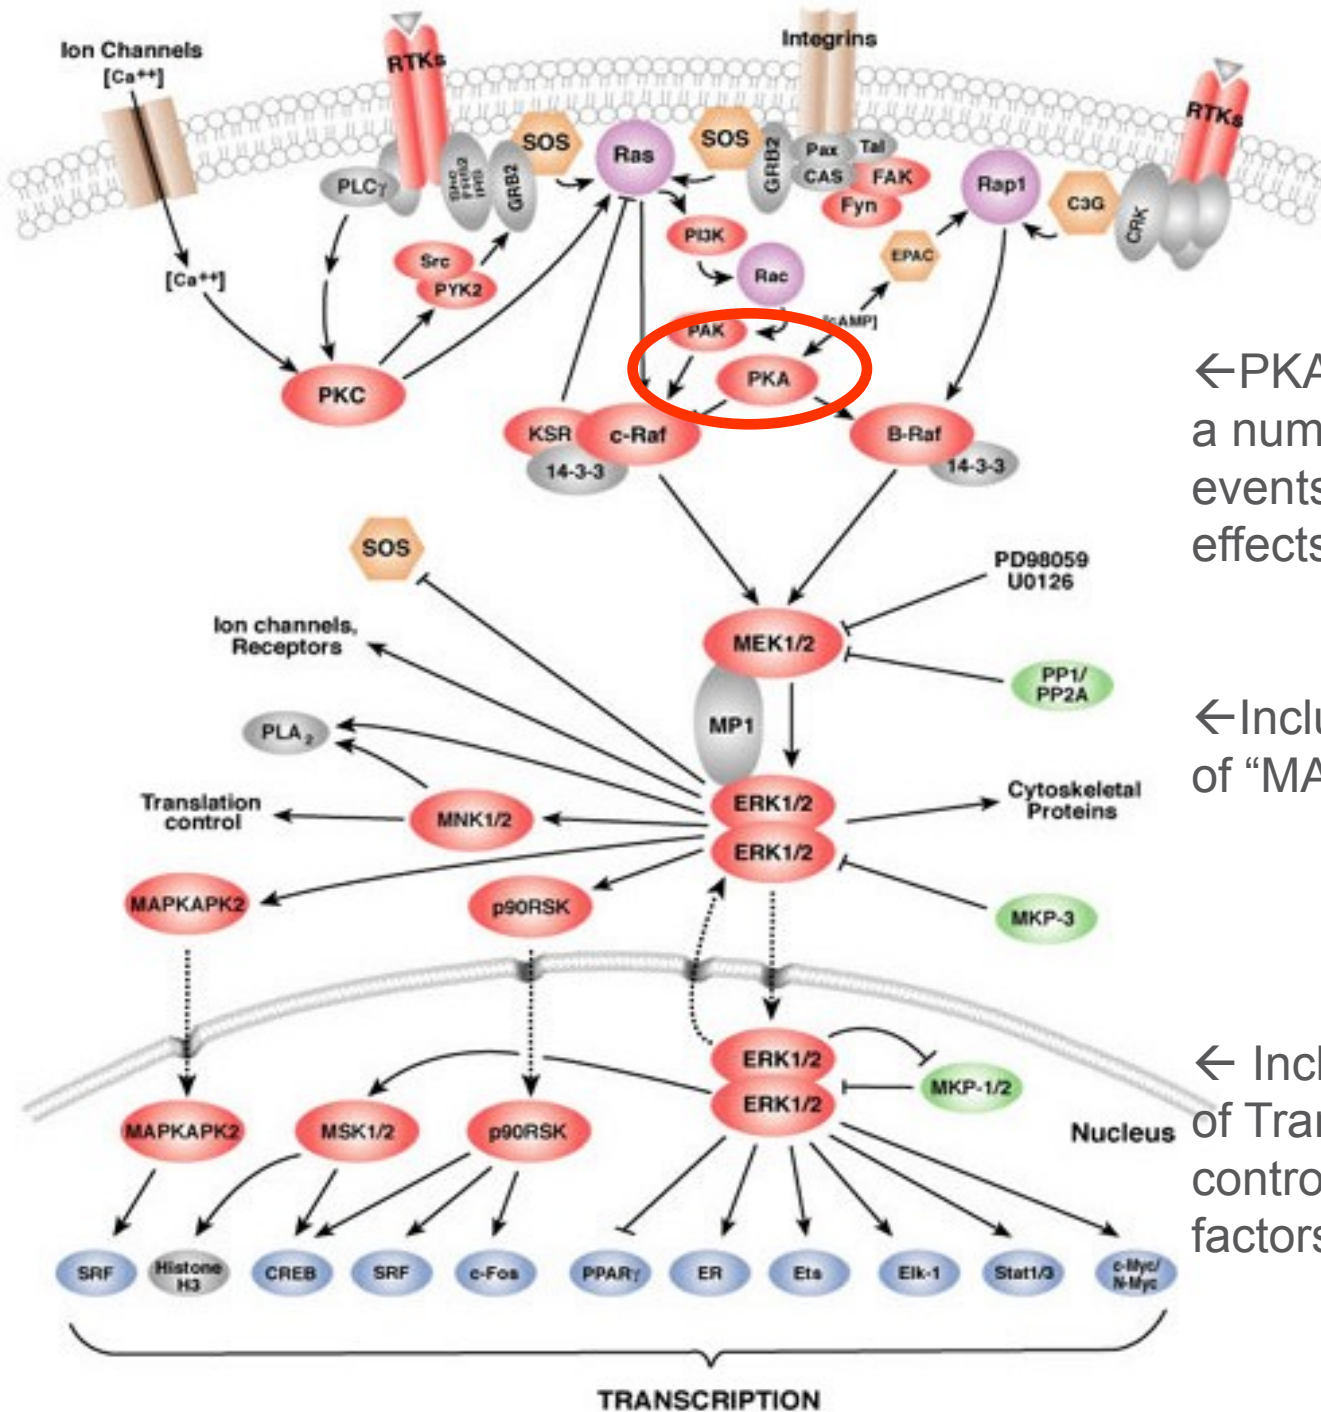 Ion Channels
[Ca++]
RTKs
Integrins
RTKs
SOS
Ras
SOS
GRB2
Pax
Tal
CAS
FAK
Fyn
Rap1
C3G
CRK
PLCγ
Shc
FRS2
IRS
GRB2
PI3K
EPAC
Src
PYK2
Rac
[Ca++]
PAK
[cAMP]
PKA
PKC
KSR
c-Raf
B-Raf
14-3-3
14-3-3
←PKA
a num
events
effects
SOS
PD98059
U0126
Ion channels,
Receptors
MEK1/2
PP1/
PP2A
MP1
←Inclu
of “MA
PLA2
Translation
control
MNK1/2
ERK1/2
ERK1/2
Cytoskeletal
Proteins
MAPKAPK2
p90RSK
MKP-3
ERK1/2
ERK1/2
MKP-1/2
← Incl
of Tran
contro
factors
MAPKAPK2
MSK1/2
p90RSK
Nucleus
SRF
Histone
H3
CREB
SRF
c-Fos
PPARγ
ER
Ets
Elk-1
Stat1/3
c-Myc/
N-Myc
TRANSCRIPTION